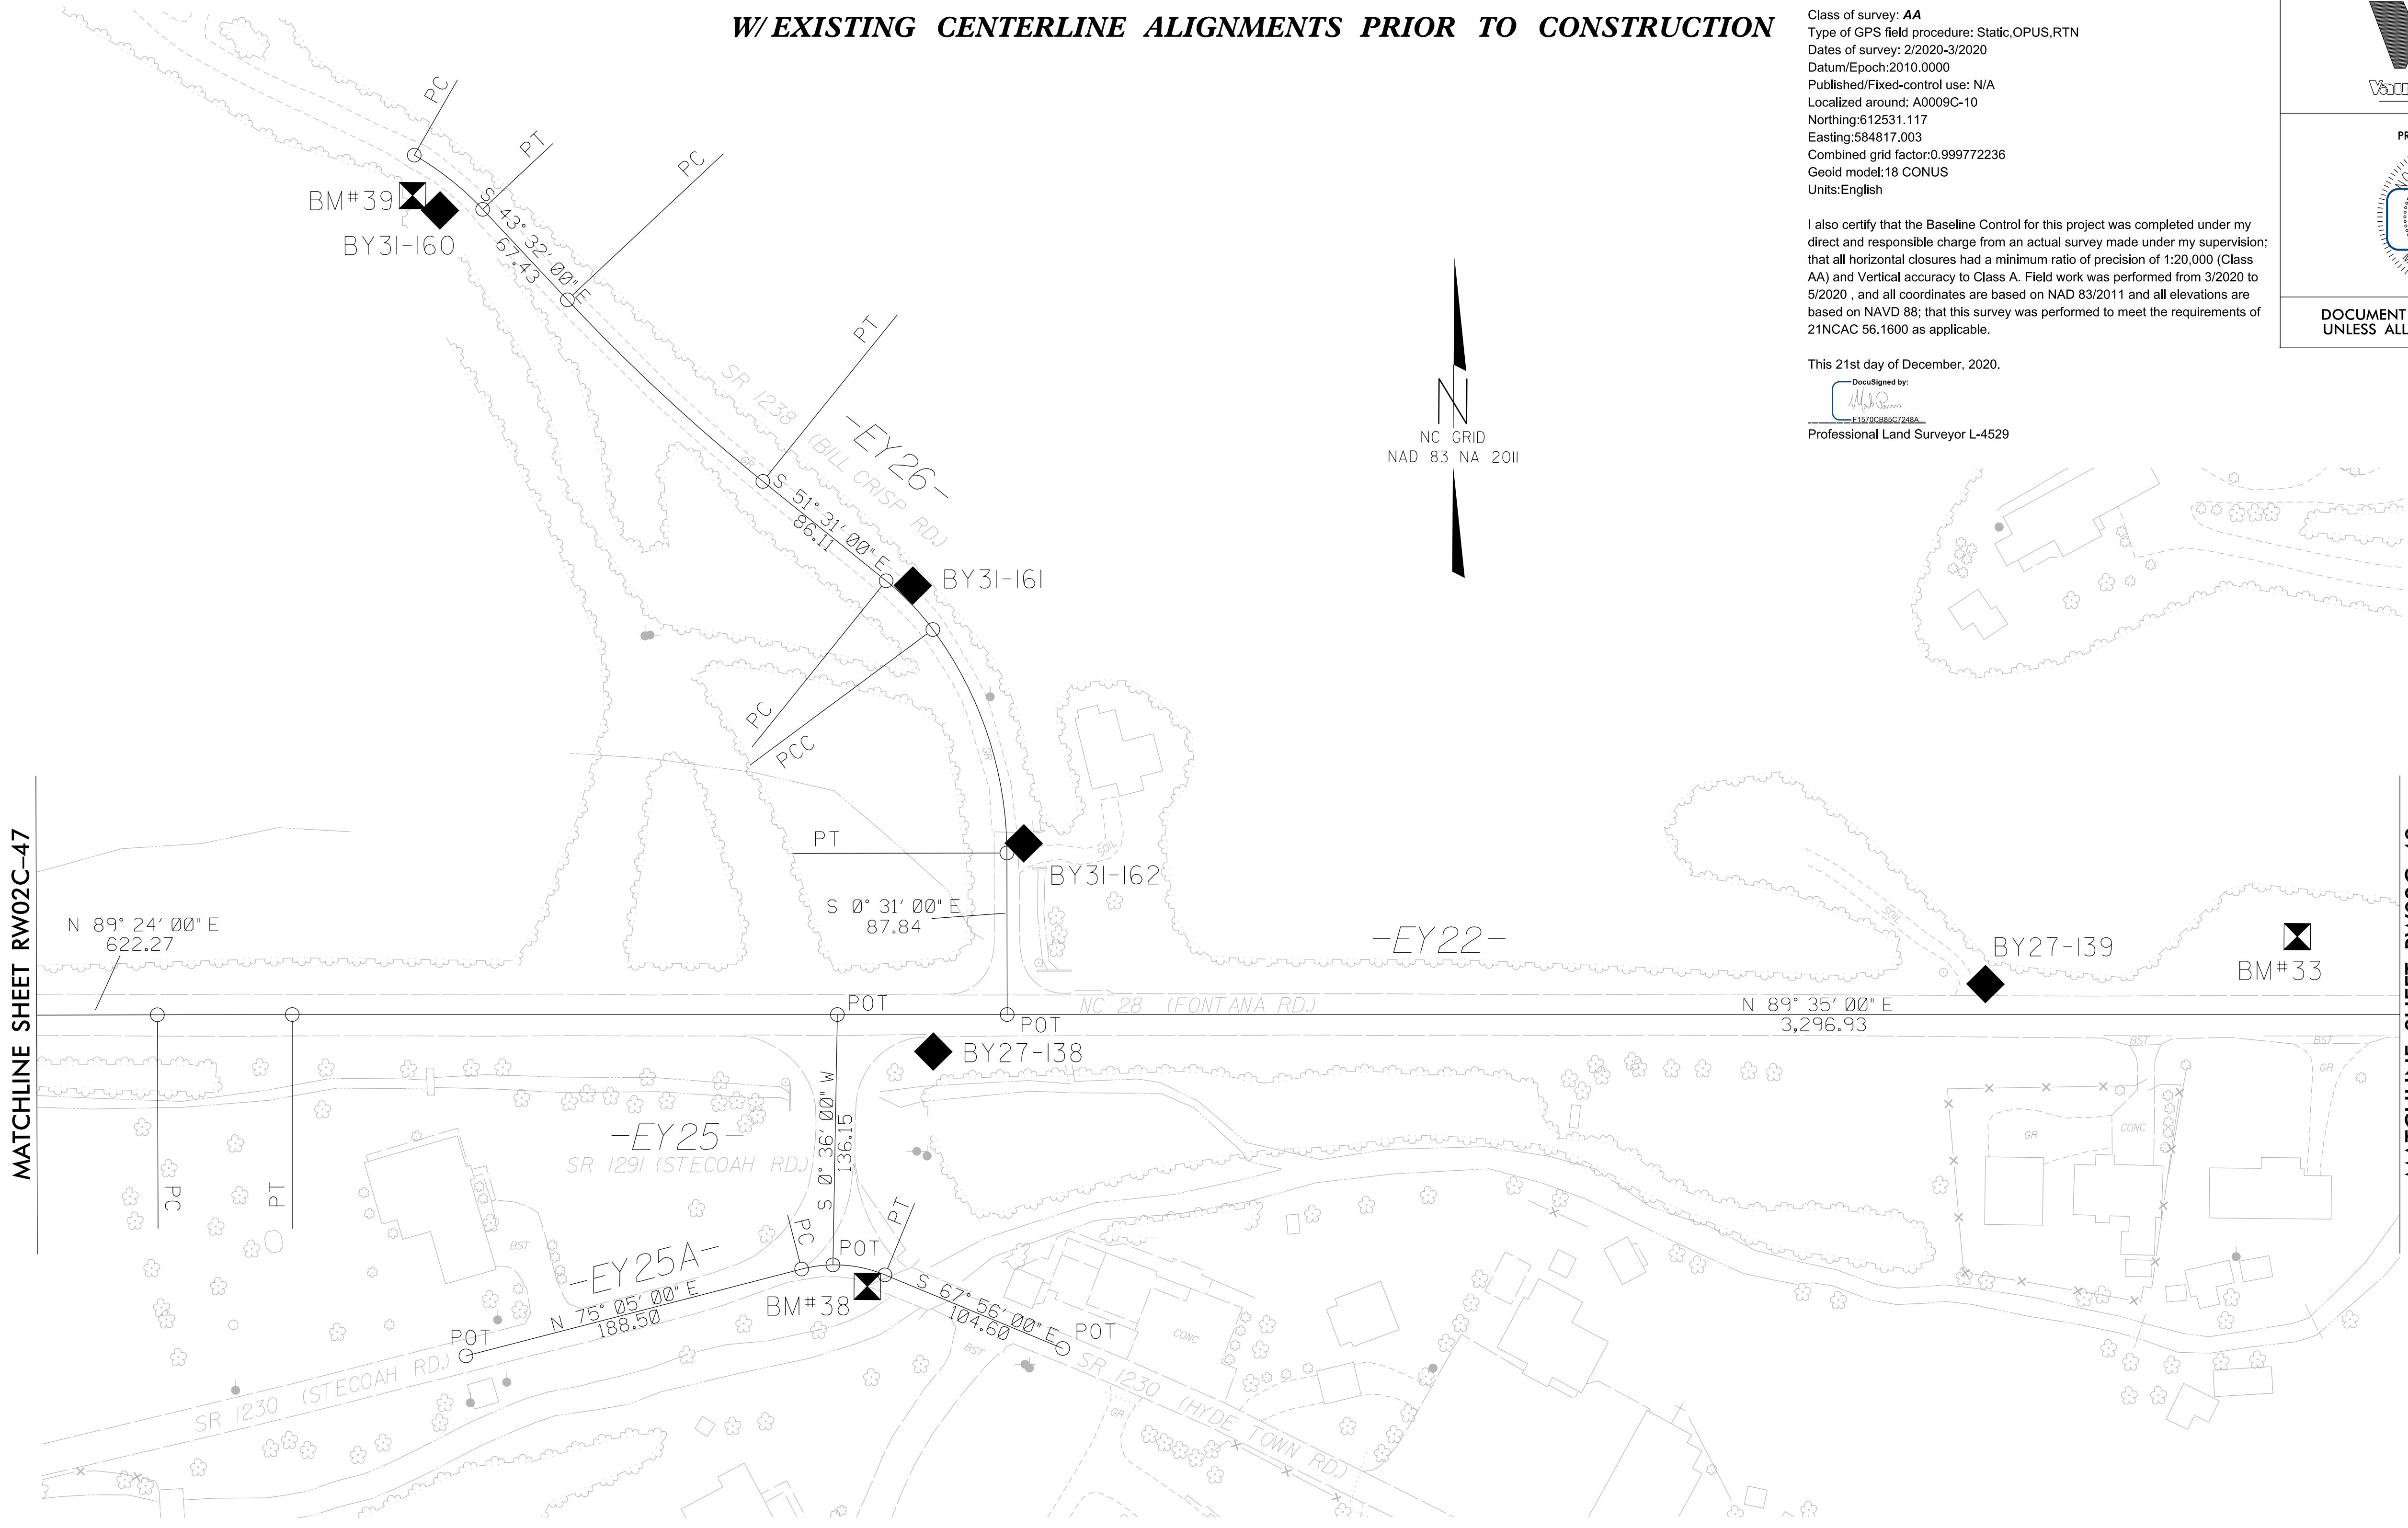 W/ EXISTING CENTERLINE ALIGNMENTS PRIOR TO CONSTRUCTION
Class of survey: AA
Type of GPS field procedure: Static,OPUS,RTN
Dates of survey: 2/2020-3/2020
Datum/Epoch:2010.0000
Published/Fixed-control use: N/A
Localized around: A0009C-10
Northing:612531.117
Easting:584817.003
Combined grid factor:0.999772236
Geoid model:18 CONUS
Units:English
I also certify that the Baseline Control for this project was completed under my
direct and responsible charge from an actual survey made under my supervision;
that all horizontal closures had a minimum ratio of precision of 1:20,000 (Class
AA) and Vertical accuracy to Class A. Field work was performed from 3/2020 to
5/2020 , and all coordinates are based on NAD 83/2011 and all elevations are
based on NAVD 88; that this survey was performed to meet the requirements of
21NCAC 56.1600 as applicable.
This 21st day of December, 2020.
DocuSigned by:
F1570CB85C7248A...
Professional Land Surveyor L-4529
DOCUMENT
UNLESS ALL
PC
PT
PC
BM#39
BY31-160
S 43° 32' 00" E
67.43
PT
SR 1238 (BILL CRISP RD.)
-EY26-
GR
S 51° 31' 00" E
86.11
BY31-161
N
NC GRID
NAD 83 NA 2011
PC
PCC
GR
PT
SOIL
BY31-162
S 0° 31' 00" E
87.84
MATCHLINE SHEET RW02C-47
N 89° 24' 00" E
622.27
-EY22-
SOIL
BY27-139
BM#33
POT
POT
NC 28 (FONTANA RD.)
N 89° 35' 00" E
3,296.93
BY27-138
BST
BST
GR
PC
PT
-EY25-
SR 1291 (STECOAH RD.)
S 0° 36' 00" W
136.15
GR
CONC
BST
PC
POT
PT
-EY25A-
N 75° 05' 00" E
188.50
BM#38
S 67° 56' 00" E
104.60
POT
POT
CONC
BST
SR 1230 (STECOAH RD.)
GR
SR 1230 (HYDE TOWN RD.)